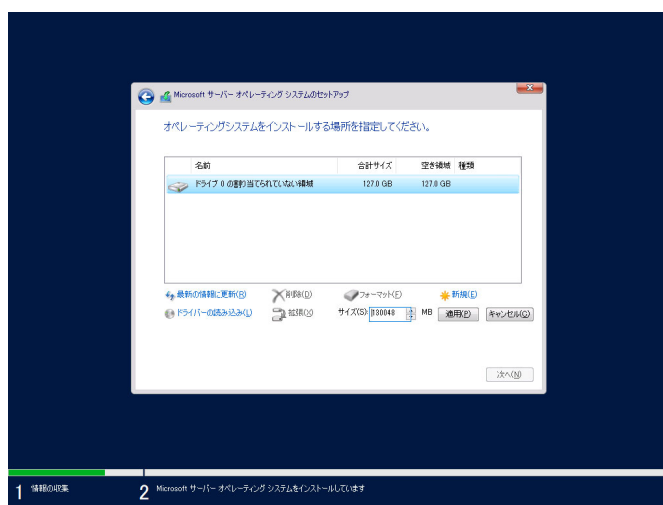 Microsoft サーバー オペレーティング システムのセットアップ
オペレーティングシステムをインストールする場所を指定してください。
名前 合計サイズ 空き領域 種類
ドライブ 0 の割り当てられていない領域 127.0 GB 127.0 GB
最新の情報に更新(R) 削除(D) フォーマット(F) 新規(E)
ドライバーの読み込み(L) 拡張(X) サイズ(S): 130048 MB 適用(P) キャンセル(C)
次へ(N)
1 情報の収集 2 Microsoft サーバー オペレーティング システムをインストールしています